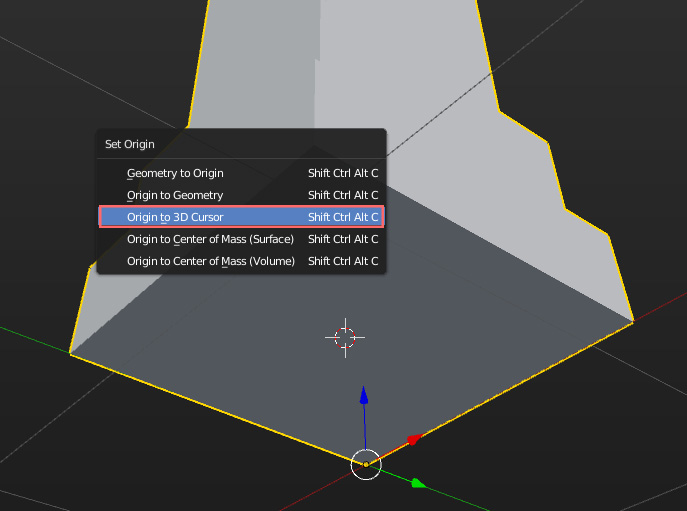 Set Origin
Geometry to Origin Shift Ctrl Alt C
Origin to Geometry Shift Ctrl Alt C
Origin to 3D Cursor Shift Ctrl Alt C
Origin to Center of Mass (Surface) Shift Ctrl Alt C
Origin to Center of Mass (Volume) Shift Ctrl Alt C